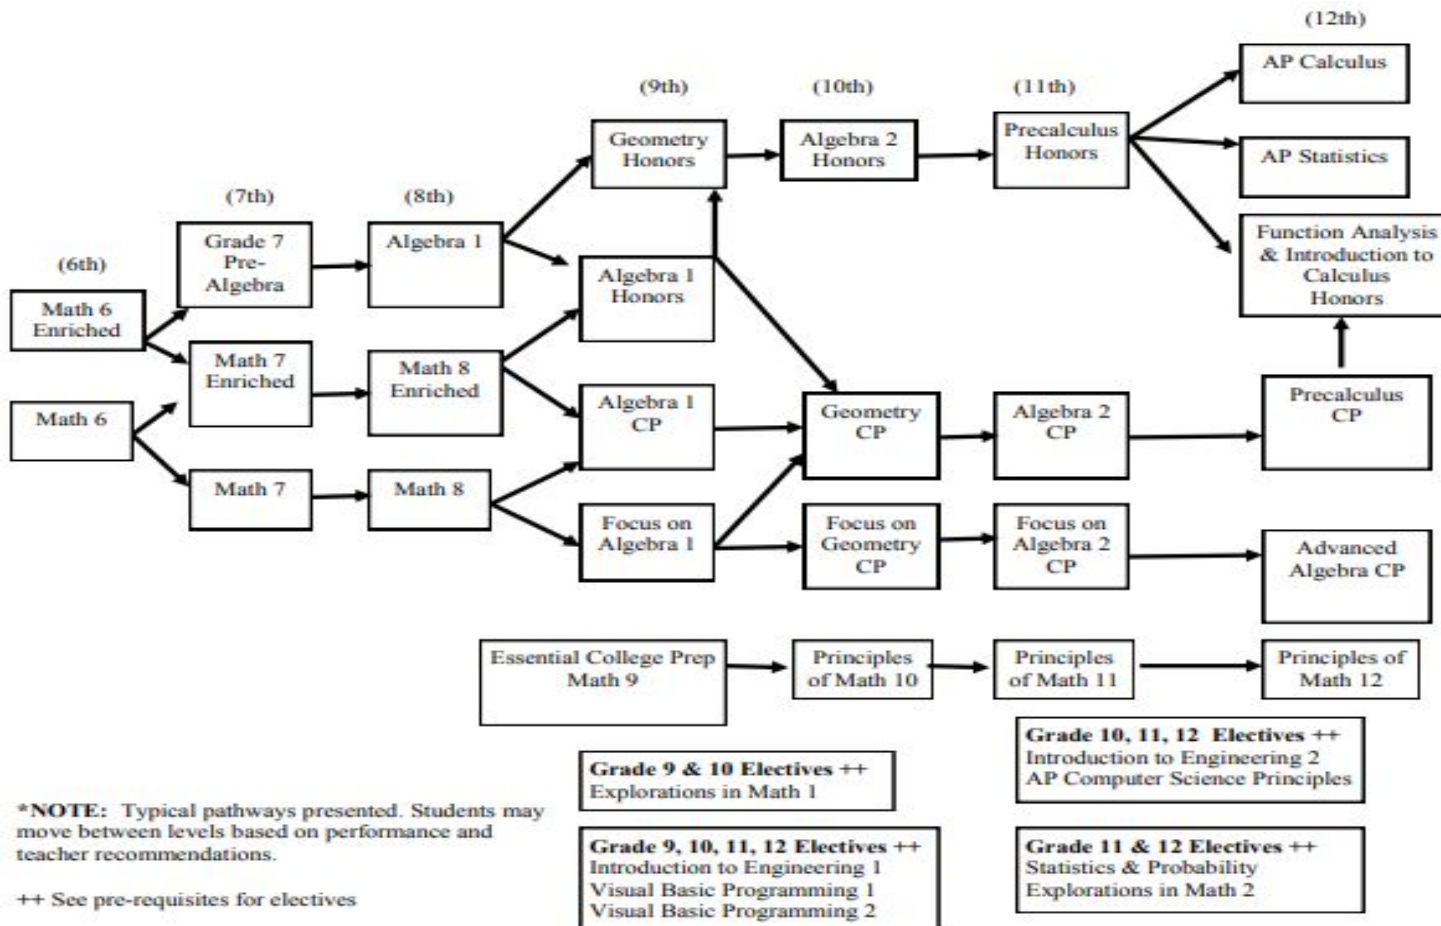 (12th)
AP Calculus
(9th)
(10th)
(11th)
Geometry
Honors
Algebra 2
Honors
Precalculus
Honors
AP Statistics
(7th)
(8th)
Grade 7
Pre-
Algebra
Algebra 1
Function Analysis
& Introduction to
Calculus
Honors
(6th)
Math 6
Enriched
Algebra 1
Honors
Math 7
Enriched
Math 8
Enriched
Math 6
Algebra 1
CP
Geometry
CP
Algebra 2
CP
Precalculus
CP
Math 7
Math 8
Focus on
Algebra 1
Focus on
Geometry
CP
Focus on
Algebra 2
CP
Advanced
Algebra CP
Essential College Prep
Math 9
Principles
of Math 10
Principles
of Math 11
Principles of
Math 12
Grade 9 & 10 Electives ++
Explorations in Math 1
Grade 10, 11, 12 Electives ++
Introduction to Engineering 2
AP Computer Science Principles
*NOTE: Typical pathways presented. Students may
move between levels based on performance and
teacher recommendations.
++ See pre-requisites for electives
Grade 9, 10, 11, 12 Electives ++
Introduction to Engineering 1
Visual Basic Programming 1
Visual Basic Programming 2
Grade 11 & 12 Electives ++
Statistics & Probability
Explorations in Math 2